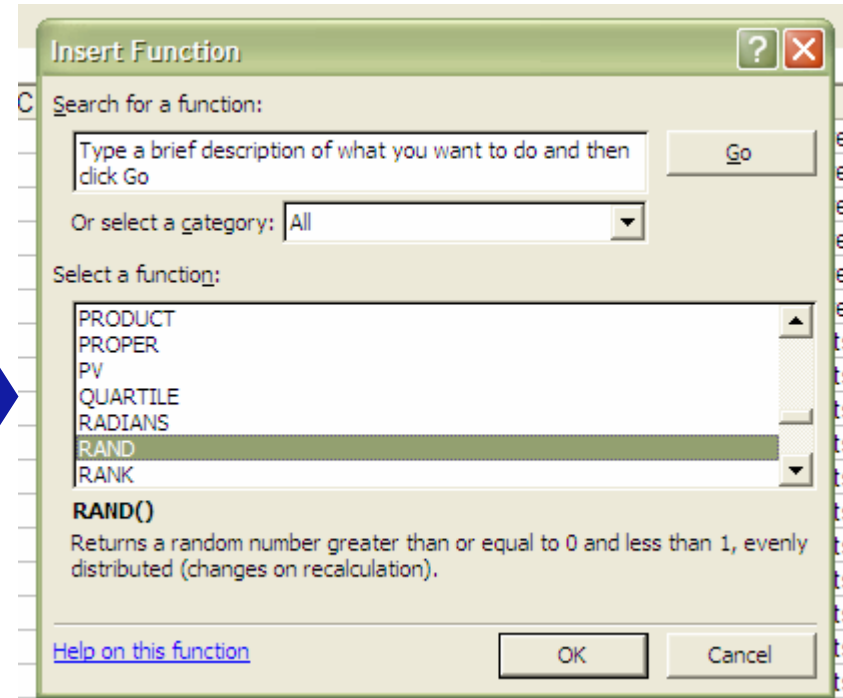 Insert Function
C
Search for a function:
Type a brief description of what you want to do and then
click Go
Go
Or select a category: All
Select a function:
PRODUCT
PROPER
PV
QUARTILE
RADIANS
RAND
RANK
RAND()
Returns a random number greater than or equal to 0 and less than 1, evenly
distributed (changes on recalculation).
Help on this function
OK
Cancel